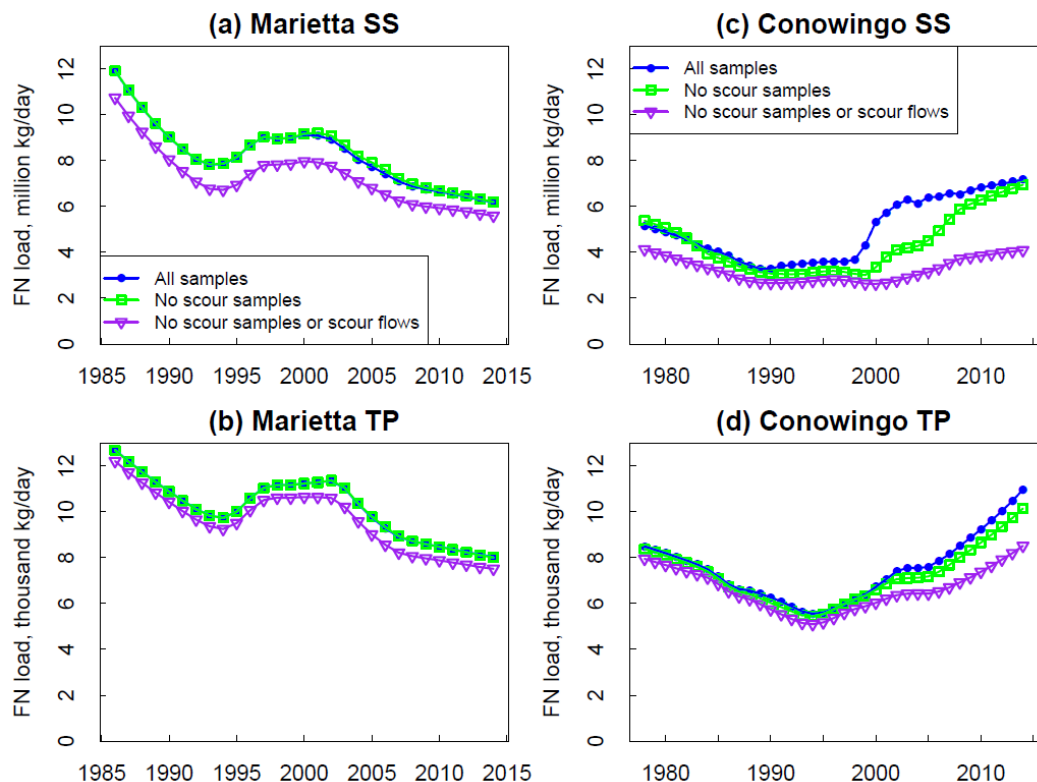 (a) Marietta SS
FN load, million kg/day
12
10
8
6
4
2
0
All samples
No scour samples
No scour samples or scour flows
1985 1990 1995 2000 2005 2010 2015
(c) Conowingo SS
FN load, million kg/day
12
10
8
6
4
2
0
All samples
No scour samples
No scour samples or scour flows
1980 1990 2000 2010
(b) Marietta TP
FN load, thousand kg/day
12
10
8
6
4
2
0
1985 1990 1995 2000 2005 2010 2015
(d) Conowingo TP
FN load, thousand kg/day
12
10
8
6
4
2
0
1980 1990 2000 2010